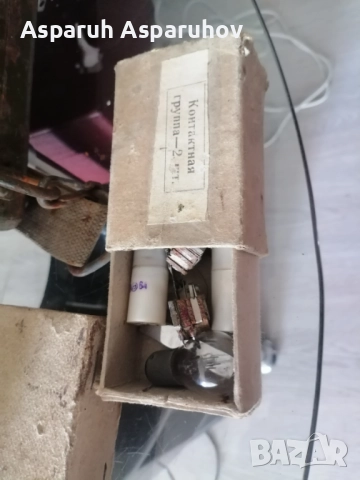 Asparuh Asparuhov
Контактная
группа—2 шт.
BAZAR